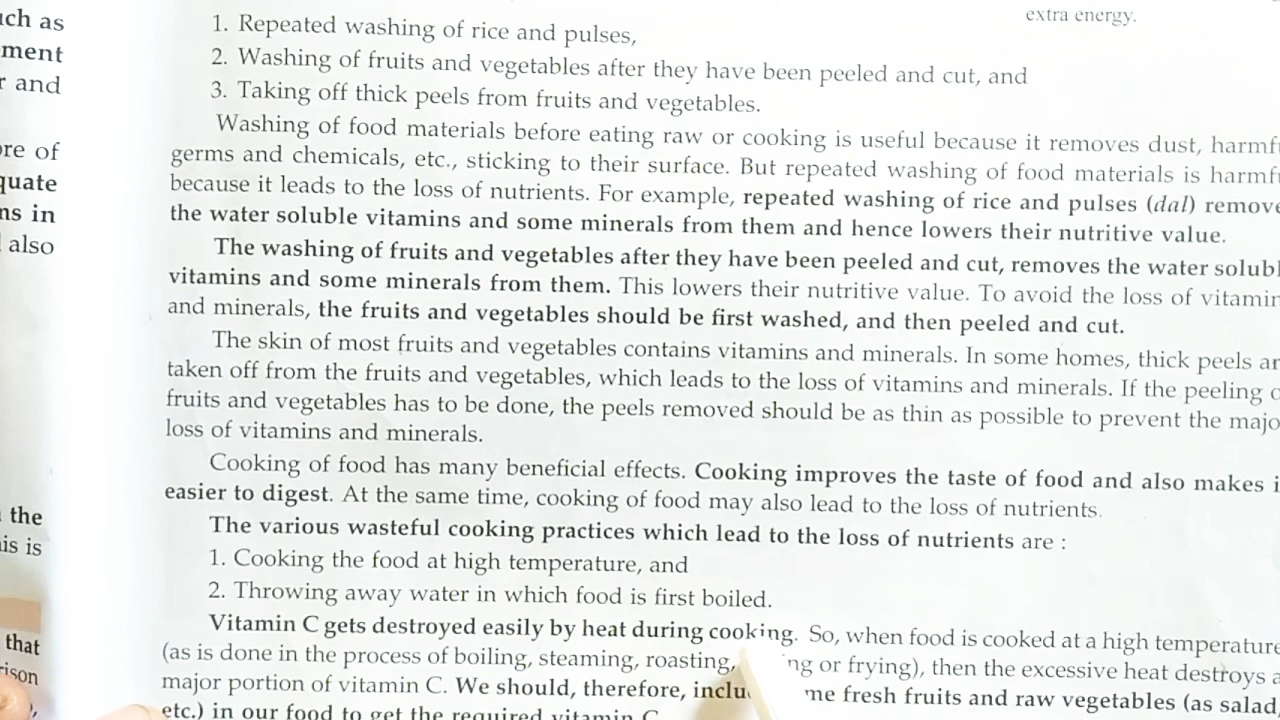 extra energy.
1. Repeated washing of rice and pulses,
2. Washing of fruits and vegetables after they have been peeled and cut, and
3. Taking off thick peels from fruits and vegetables.
Washing of food materials before eating raw or cooking is useful because it removes dust,
germs and chemicals, etc., sticking to their surface. But repeated washing of food materials is
because it leads to the loss of nutrients. For example, repeated washing of rice and pulses (dal)
the water soluble vitamins and some minerals from them and hence lowers their nutritive value.
The washing of fruits and vegetables after they have been peeled and cut, removes the water
vitamins and some minerals from them. This lowers their nutritive value. To avoid the loss of
and minerals, the fruits and vegetables should be first washed, and then peeled and cut.
The skin of most fruits and vegetables contains vitamins and minerals. In some homes, thick peels
taken off from the fruits and vegetables, which leads to the loss of vitamins and minerals. If the peeling
fruits and vegetables has to be done, the peels removed should be as thin as possible to prevent the
loss of vitamins and minerals.
Cooking of food has many beneficial effects. Cooking improves the taste of food and also makes
easier to digest. At the same time, cooking of food may also lead to the loss of nutrients.
The various wasteful cooking practices which lead to the loss of nutrients are :
1. Cooking the food at high temperature, and
2. Throwing away water in which food is first boiled.
Vitamin C gets destroyed easily by heat during cooking. So, when food is cooked at a high temperature
(as is done in the process of boiling, steaming, roasting, or frying), then the excessive heat destroys a
major portion of vitamin C. We should, therefore, fresh fruits and raw vegetables (as salad,
etc.) in our food to get the required vitamin C
ment
and
of
in
also
the
is
that